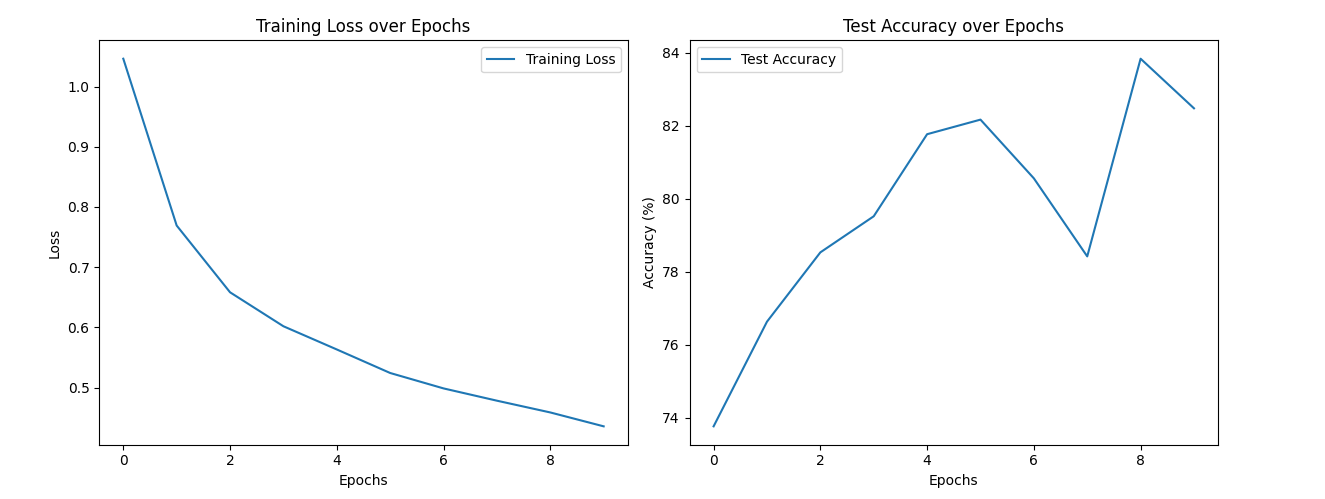 Training Loss over Epochs
Training Loss
1.0
0.9
0.8
0.7
0.6
0.5
Loss
0 2 4 6 8
Epochs
Test Accuracy over Epochs
Test Accuracy
84
82
80
78
76
74
Accuracy (%)
0 2 4 6 8
Epochs